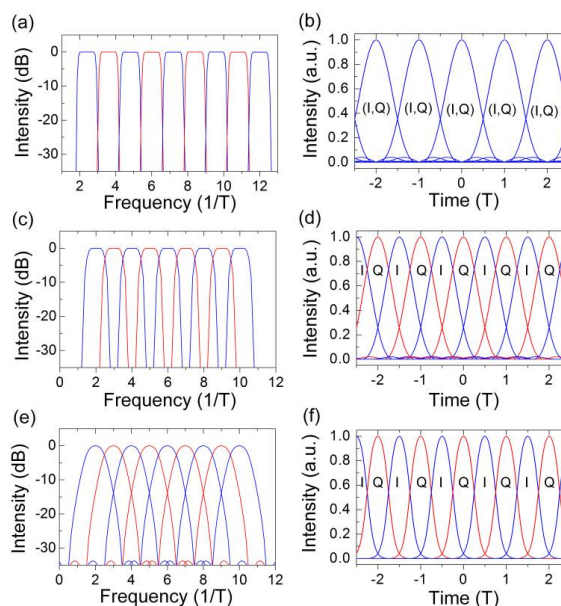 (a)
Intensity (dB)
0
-10
-20
-30
2 4 6 8 10 12
Frequency (1/T)
(b)
Intensity (a.u.)
1.0
0.8
0.6
0.4
0.2
0.0
(I,Q) (I,Q) (I,Q) (I,Q) (I,Q)
-2 -1 0 1 2
Time (T)
(c)
Intensity (dB)
0
-10
-20
-30
0 2 4 6 8 10 12
Frequency (1/T)
(d)
Intensity (a.u.)
1.0
0.8
0.6
0.4
0.2
0.0
I Q I Q I Q I Q I Q
-2 -1 0 1 2
Time (T)
(e)
Intensity (dB)
0
-10
-20
-30
0 2 4 6 8 10 12
Frequency (1/T)
(f)
Intensity (a.u.)
1.0
0.8
0.6
0.4
0.2
0.0
I Q I Q I Q I Q I Q
-2 -1 0 1 2
Time (T)